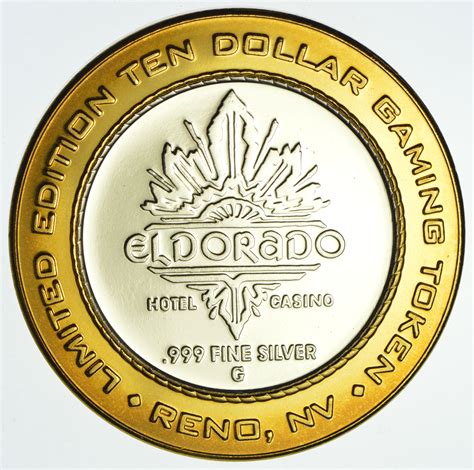 LIMITED EDITION TEN DOLLAR GAMING TOKEN
ELDORADO
HOTEL CASINO
.999 FINE SILVER
G
• RENO, NV •